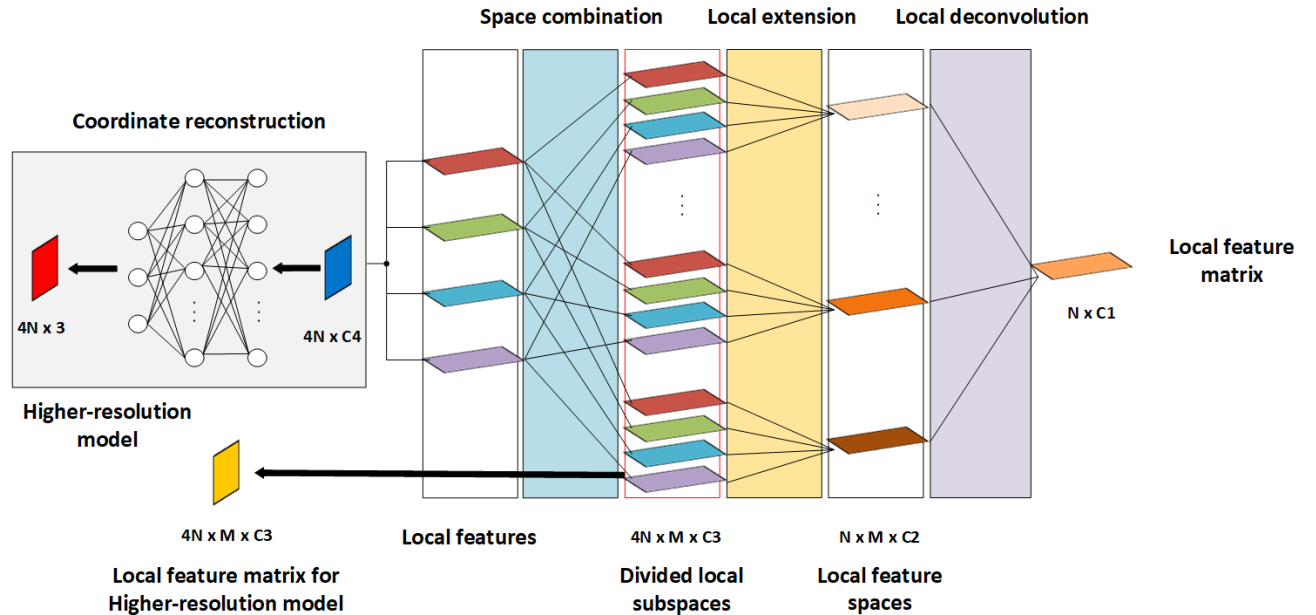 Space combination
Local extension
Local deconvolution
Coordinate reconstruction
4N x 3
4N x C4
Local feature
matrix
N x C1
Higher-resolution
model
4N x M x C3
Local features
4N x M x C3
N x M x C2
Local feature matrix for
Higher-resolution model
Divided local
subspaces
Local feature
spaces